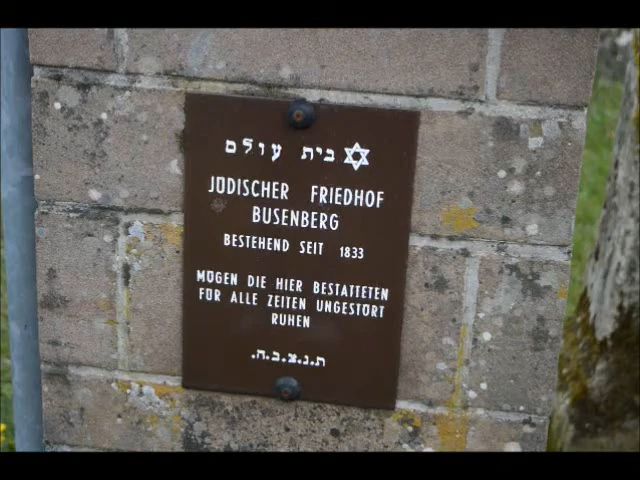 בית עולם ✡
JÜDISCHER FRIEDHOF
BUSENBERG
BESTEHEND SEIT 1833
MÖGEN DIE HIER BESTATTETEN
FÜR ALLE ZEITEN UNGESTÖRT
RUHEN
ת.נ.צ.ב.ה.